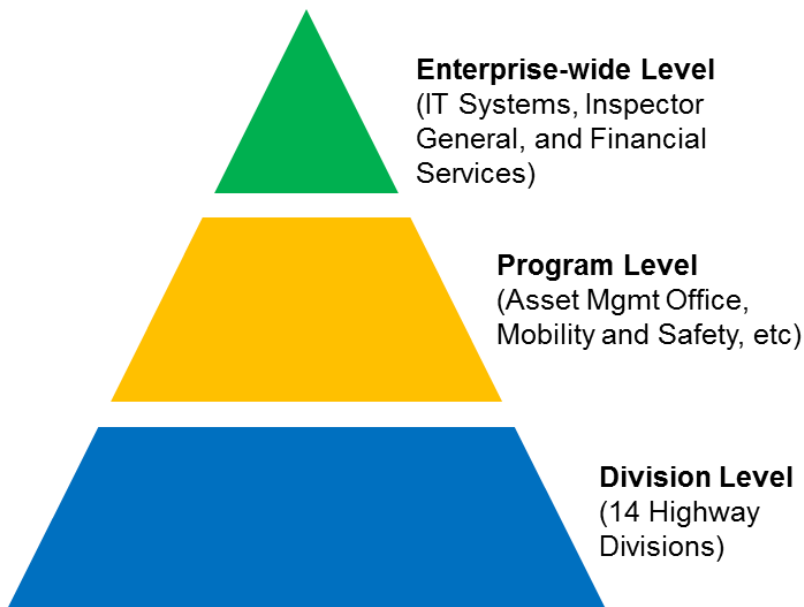 Enterprise-wide Level
(IT Systems, Inspector
General, and Financial
Services)
Program Level
(Asset Mgmt Office,
Mobility and Safety, etc)
Division Level
(14 Highway
Divisions)